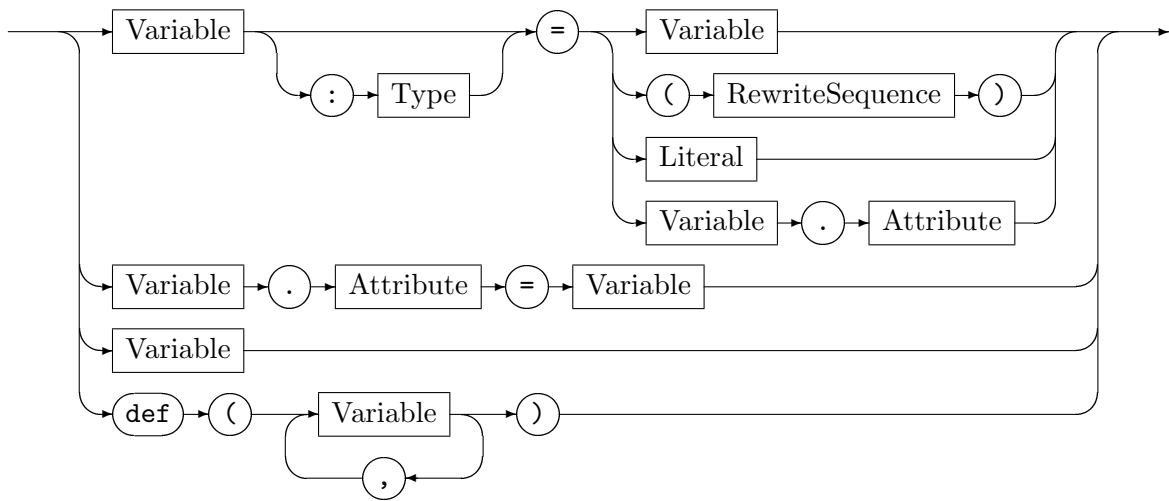 Variable = Variable
: Type ( RewriteSequence )
Literal
Variable . Attribute
Variable . Attribute = Variable
Variable
def ( Variable )
,